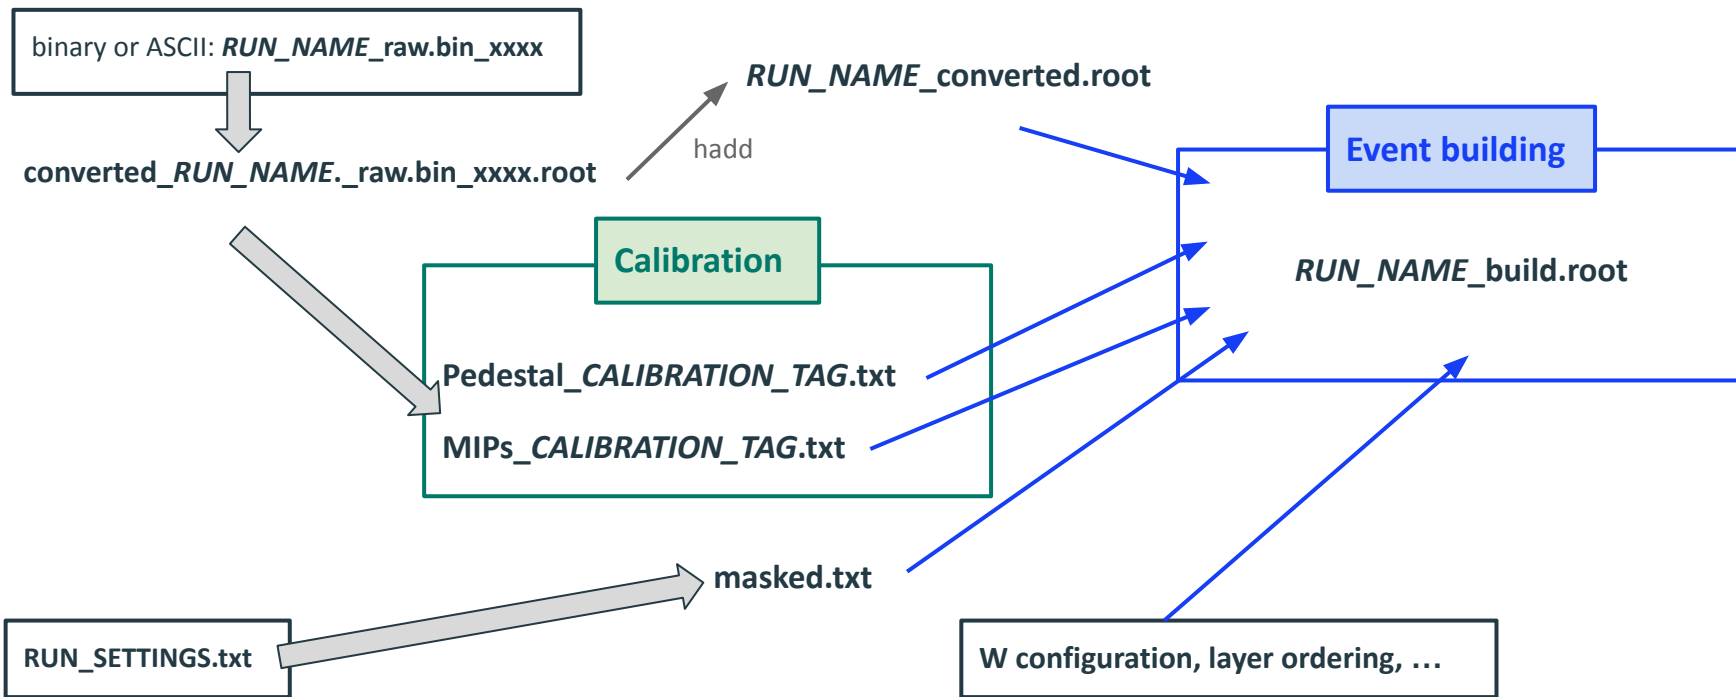 binary or ASCII: RUN_NAME_raw.bin_xxxx
RUN_NAME_converted.root
hadd
converted_RUN_NAME._raw.bin_xxxx.root
Event building
RUN_NAME_build.root
Calibration
Pedestal_CALIBRATION_TAG.txt
MIPs_CALIBRATION_TAG.txt
masked.txt
RUN_SETTINGS.txt
W configuration, layer ordering, …